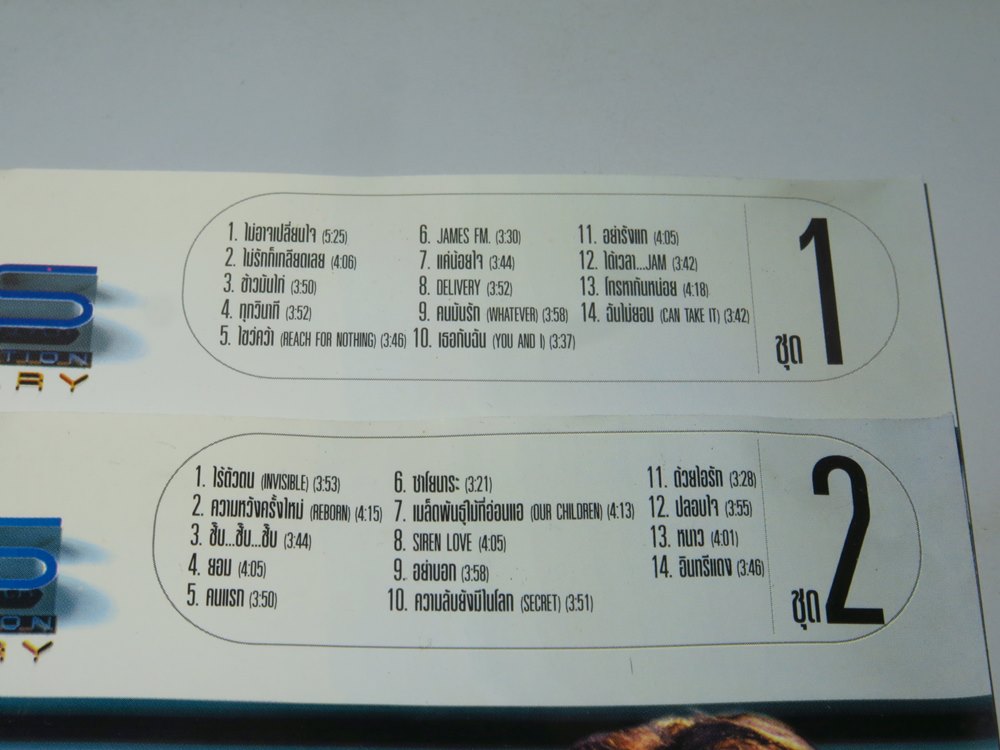 1. ไม่อาจเปลี่ยนใจ (5:25)
2. ไม่รักก็เกลียดเลย (4:06)
3. ข้าวมันไก่ (3:50)
4. ทุกวินาที (3:52)
5. ไขว่คว้า (REACH FOR NOTHING) (3:46)
6. JAMES FM. (3:30)
7. แค่น้อยใจ (3:44)
8. DELIVERY (3:52)
9. คนมันรัก (WHATEVER) (3:58)
10. เธอกับฉัน (YOU AND I) (3:37)
11. อย่ารังแก (4:05)
12. ได้เวลา...JAM (3:42)
13. โทรหากันหน่อย (4:18)
14. ฉันไม่ยอม (CAN TAKE IT) (3:42)
ชุด 1
S
TION
ARY
1. ไร้ตัวตน (INVISIBLE) (3:53)
2. ความหวังครั้งใหม่ (REBORN) (4:15)
3. ซึ้บ...ซึ้บ...ซึ้บ (3:44)
4. ยอม (4:05)
5. คนแรก (3:50)
6. ซาโยนาระ (3:21)
7. เมล็ดพันธุ์ไม้ที่อ่อนแอ (OUR CHILDREN) (4:13)
8. SIREN LOVE (4:05)
9. อย่าบอก (3:58)
10. ความลับยังมีในโลก (SECRET) (3:51)
11. ด้วยไอรัก (3:28)
12. ปลอบใจ (3:55)
13. หนาว (4:01)
14. อินทรีแดง (3:46)
ชุด 2
ON
RY